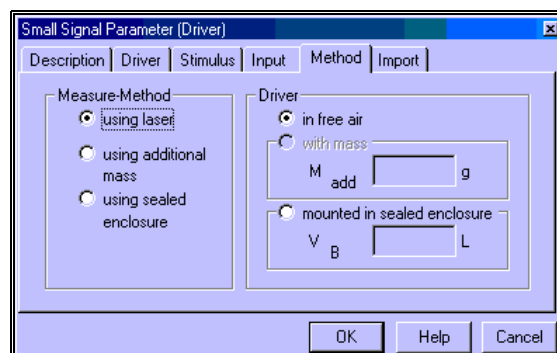 Small Signal Parameter (Driver)
Description Driver Stimulus Input Method Import
Measure-Method
using laser
using additional
mass
using sealed
enclosure
Driver
in free air
with mass
M add g
mounted in sealed enclosure
V B L
OK Help Cancel